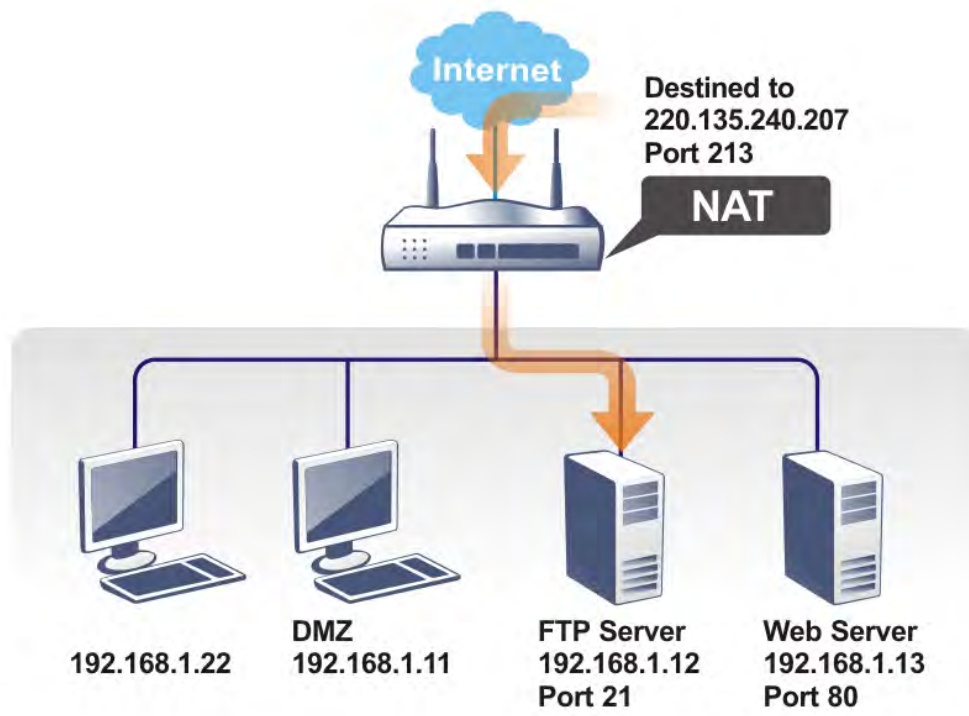 Internet
Destined to
220.135.240.207
Port 213
NAT
192.168.1.22
DMZ
192.168.1.11
FTP Server
192.168.1.12
Port 21
Web Server
192.168.1.13
Port 80